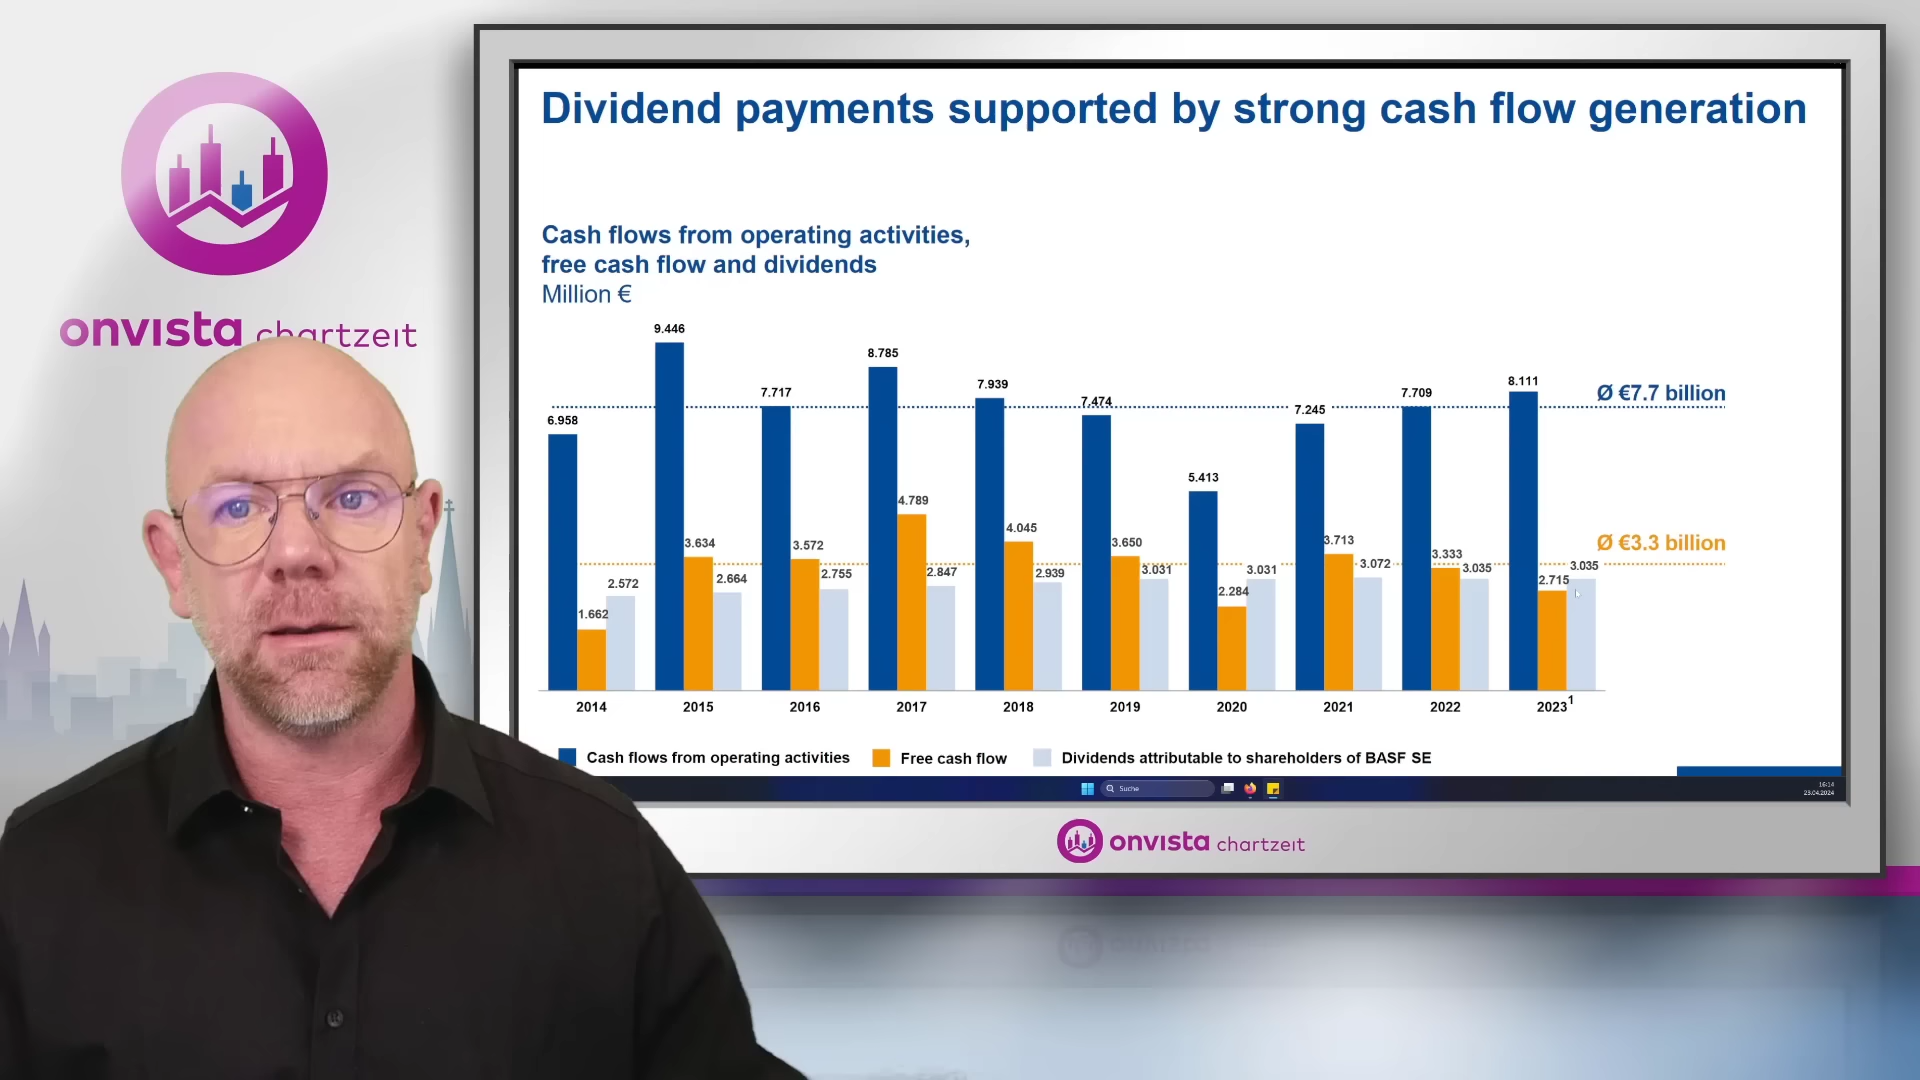 onvista chartzeit
Dividend payments supported by strong cash flow generation
Cash flows from operating activities,
free cash flow and dividends
Million €
6.958
1.662
2.572
9.446
3.634
2.664
7.717
3.572
2.755
8.785
4.789
2.847
7.939
4.045
2.939
7.474
3.650
3.031
5.413
2.284
3.031
7.245
3.713
3.072
7.709
3.333
3.035
8.111
2.715
3.035
Ø €7.7 billion
Ø €3.3 billion
2014 2015 2016 2017 2018 2019 2020 2021 2022 2023¹
Cash flows from operating activities Free cash flow Dividends attributable to shareholders of BASF SE
Suche
16:14
23.04.2024
onvista chartzeit